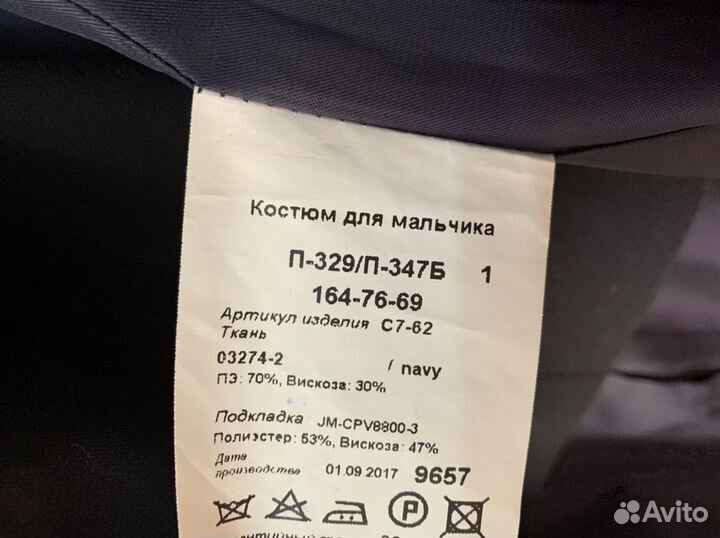 Костюм для мальчика
П-329/П-347Б 1
164-76-69
Артикул изделия С7-62
Ткань
03274-2 / navy
ПЭ: 70%, Вискоза: 30%
Подкладка JM-CPV8800-3
Полиэстер: 53%, Вискоза: 47%
Дата
производства 01.09.2017 9657
P
Avito